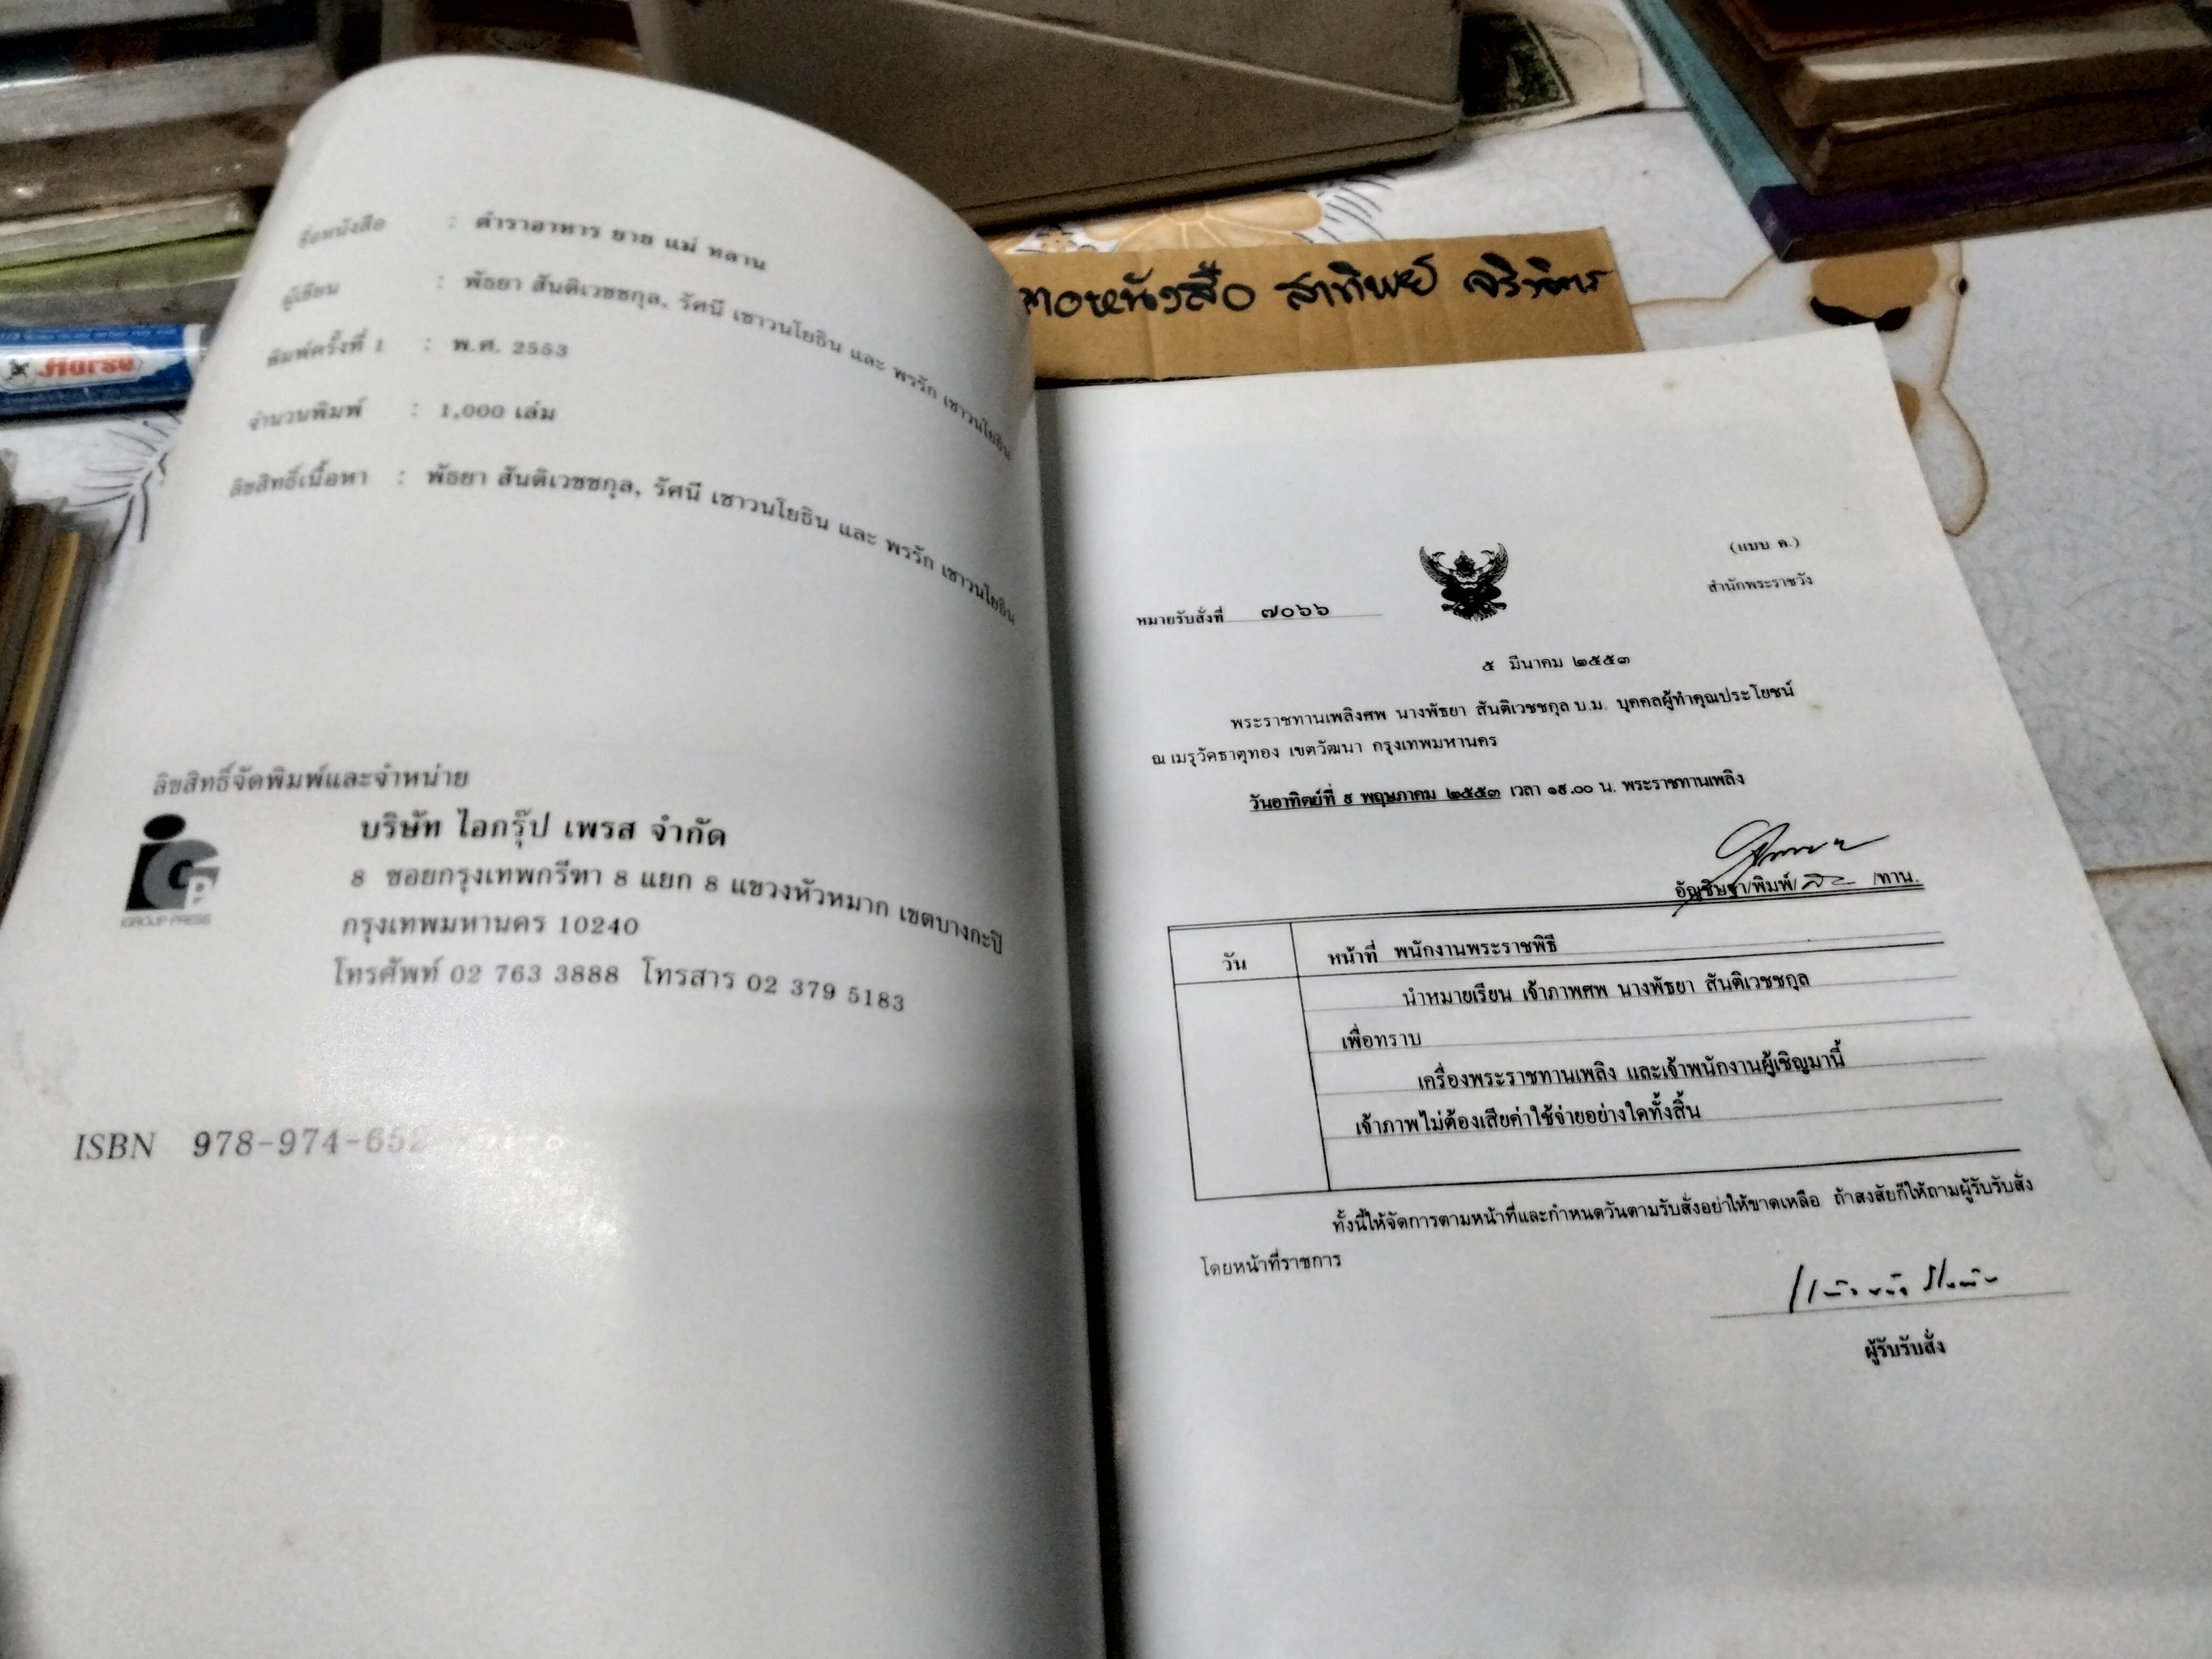 ชื่อหนังสือ : ตำราอาหาร ยาย แม่ หลาน
ผู้เขียน : พัธยา สันติเวชชกุล, รัศนี เชาวนโยธิน และ พรรัก เชาวนโยธิน
พิมพ์ครั้งที่ 1 : พ.ศ. 2553
จำนวนพิมพ์ : 1,000 เล่ม
ลิขสิทธิ์เนื้อหา : พัธยา สันติเวชชกุล, รัศนี เชาวนโยธิน และ พรรัก เชาวนโยธิน
ลิขสิทธิ์จัดพิมพ์และจำหน่าย
บริษัท ไอกรุ๊ป เพรส จำกัด
8 ซอยกรุงเทพกรีฑา 8 แยก 8 แขวงหัวหมาก เขตบางกะปิ
กรุงเทพมหานคร 10240
โทรศัพท์ 02 763 3888 โทรสาร 02 379 5183
IGROUP PRESS
ISBN 978-974-652
Horse
หนังสือ สาทิพย์
(แบบ ค.)
สำนักพระราชวัง
หมายรับสั่งที่ ๗๐๖๖
๕ มีนาคม ๒๕๕๓
พระราชทานเพลิงศพ นางพัธยา สันติเวชชกุล บ.ม. บุคคลผู้ทำคุณประโยชน์
ณ เมรุวัดธาตุทอง เขตวัฒนา กรุงเทพมหานคร
วันอาทิตย์ที่ ๙ พฤษภาคม ๒๕๕๓ เวลา ๑๗.๐๐ น. พระราชทานเพลิง
อัญชิษฐา/พิมพ์/ /ทาน.
วัน
หน้าที่ พนักงานพระราชพิธี
นำหมายเรียน เจ้าภาพศพ นางพัธยา สันติเวชชกุล
เพื่อทราบ
เครื่องพระราชทานเพลิง และเจ้าพนักงานผู้เชิญมานี้
เจ้าภาพไม่ต้องเสียค่าใช้จ่ายอย่างใดทั้งสิ้น
ทั้งนี้ให้จัดการตามหน้าที่และกำหนดวันตามรับสั่งอย่าให้ขาดเหลือ ถ้าสงสัยก็ให้ถามผู้รับรับสั่ง
โดยหน้าที่ราชการ
ผู้รับรับสั่ง